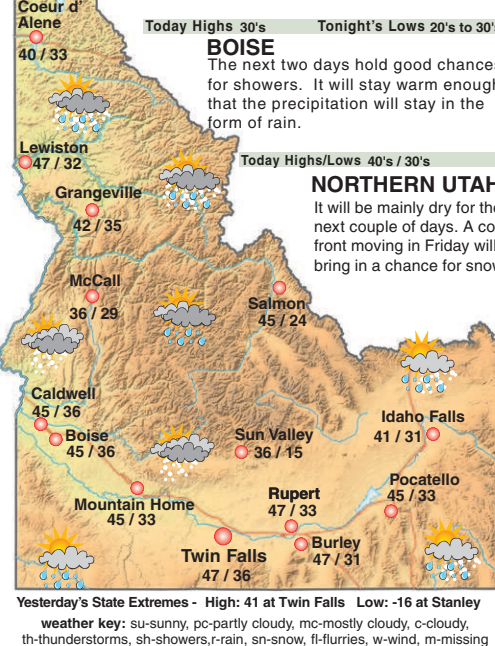 Coeur d'
Alene
40 / 33
Today Highs 30's Tonight's Lows 20's to 30's
BOISE
The next two days hold good chances
for showers. It will stay warm enough
that the precipitation will stay in the
form of rain.
Today Highs/Lows 40's / 30's
NORTHERN UTAH
It will be mainly dry for the
next couple of days. A
front moving in Friday will
bring in a chance for snow
Lewiston
47 / 32
Grangeville
42 / 35
McCall
36 / 29
Salmon
45 / 24
Caldwell
45 / 36
Boise
45 / 36
Sun Valley
36 / 15
Idaho Falls
41 / 31
Pocatello
45 / 33
Mountain Home
45 / 33
Rupert
47 / 33
Twin Falls
47 / 36
Burley
47 / 31
Yesterday's State Extremes - High: 41 at Twin Falls Low: -16 at Stanley
weather key: su-sunny, pc-partly cloudy, mc-mostly cloudy, c-cloudy,
th-thunderstorms, sh-showers,r-rain, sn-snow, fl-flurries, w-wind, m-missing